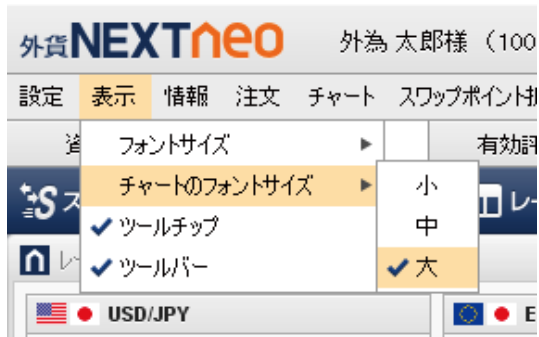 外貨NEXTneo 外為 太郎様 （100
設定 表示 情報 注文 チャート スワップポイント
フォントサイズ 有効評
チャートのフォントサイズ 小
ツールチップ 中
ツールバー 大
USD/JPY E